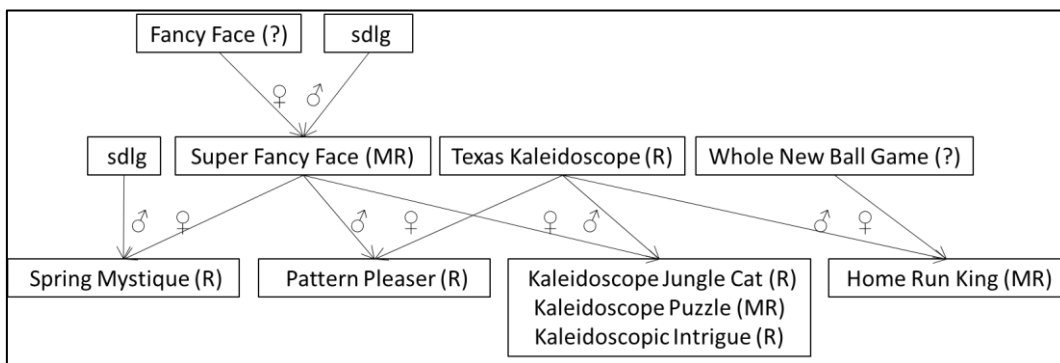 Fancy Face (?)
sdlg
♀ ♂
sdlg
Super Fancy Face (MR)
Texas Kaleidoscope (R)
Whole New Ball Game (?)
♂ ♀
♂ ♀
♀ ♂
♂ ♀
Spring Mystique (R)
Pattern Pleaser (R)
Kaleidoscope Jungle Cat (R)
Kaleidoscope Puzzle (MR)
Kaleidoscopic Intrigue (R)
Home Run King (MR)